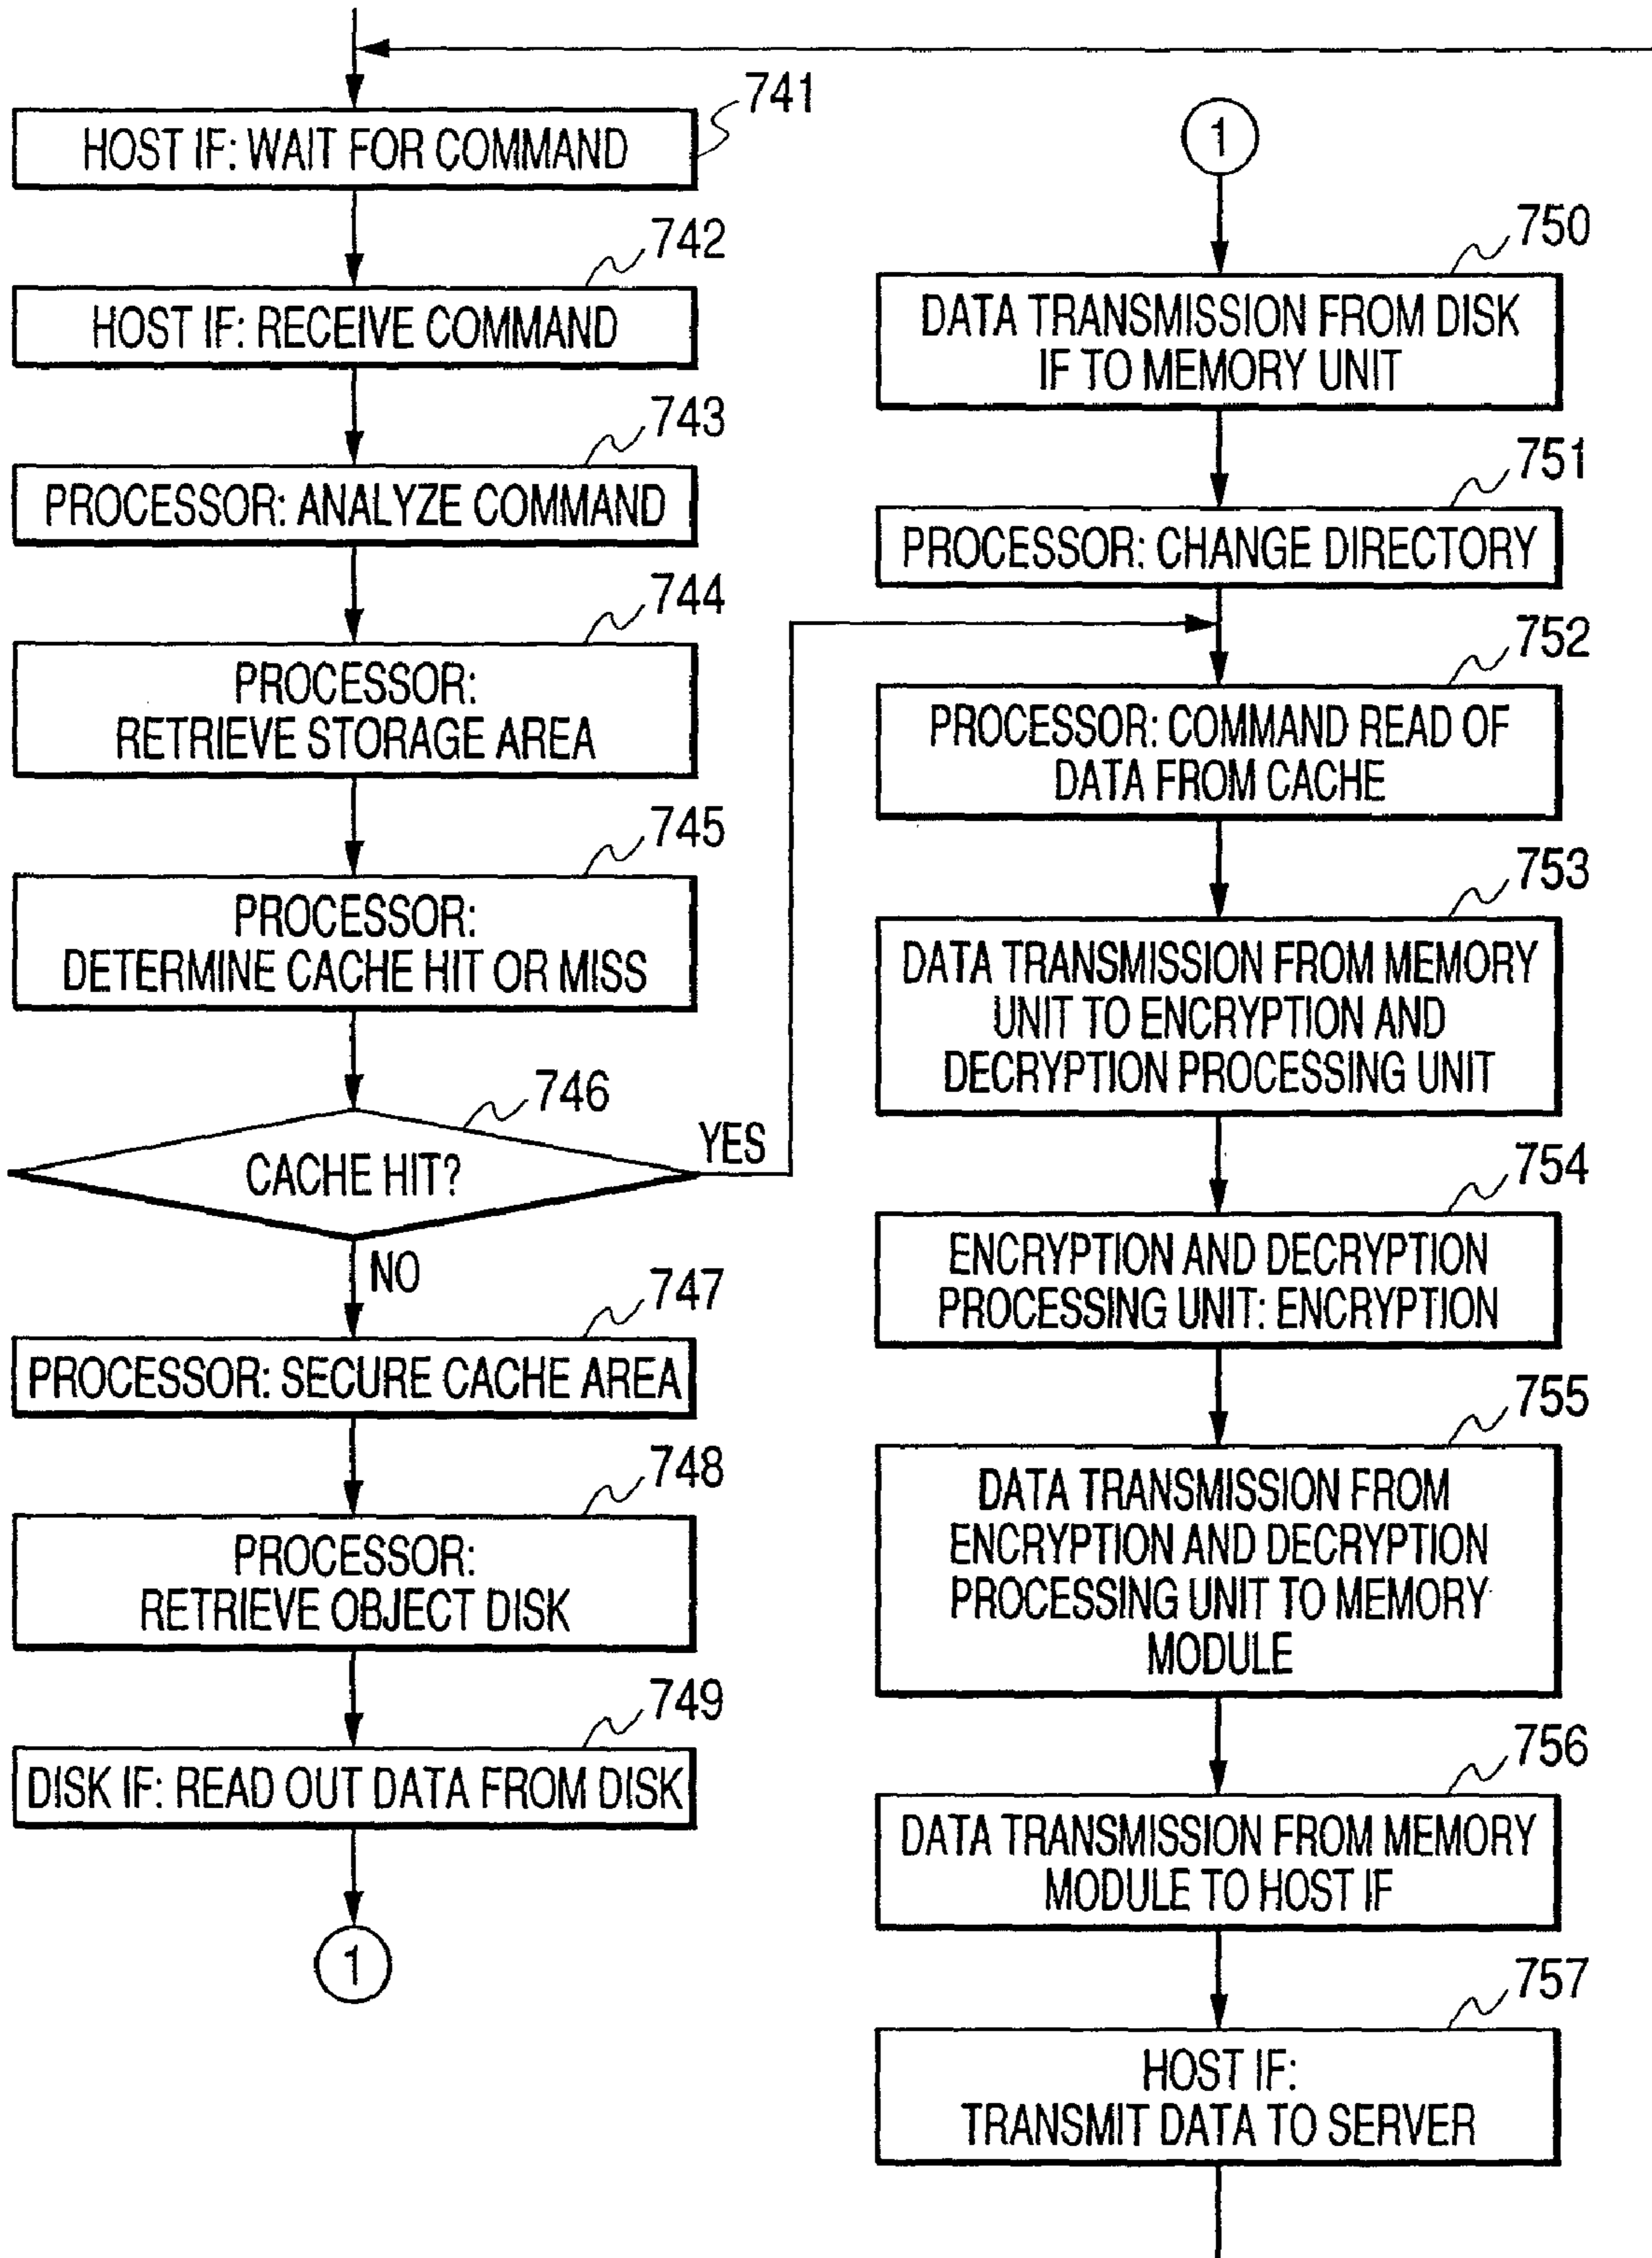 741
HOST IF: WAIT FOR COMMAND
742
HOST IF: RECEIVE COMMAND
743
PROCESSOR: ANALYZE COMMAND
744
PROCESSOR:
RETRIEVE STORAGE AREA
745
PROCESSOR:
DETERMINE CACHE HIT OR MISS
746
CACHE HIT?
YES
NO
747
PROCESSOR: SECURE CACHE AREA
748
PROCESSOR:
RETRIEVE OBJECT DISK
749
DISK IF: READ OUT DATA FROM DISK
1
1
750
DATA TRANSMISSION FROM DISK
IF TO MEMORY UNIT
751
PROCESSOR: CHANGE DIRECTORY
752
PROCESSOR: COMMAND READ OF
DATA FROM CACHE
753
DATA TRANSMISSION FROM MEMORY
UNIT TO ENCRYPTION AND
DECRYPTION PROCESSING UNIT
754
ENCRYPTION AND DECRYPTION
PROCESSING UNIT: ENCRYPTION
755
DATA TRANSMISSION FROM
ENCRYPTION AND DECRYPTION
PROCESSING UNIT TO MEMORY
MODULE
756
DATA TRANSMISSION FROM MEMORY
MODULE TO HOST IF
757
HOST IF:
TRANSMIT DATA TO SERVER